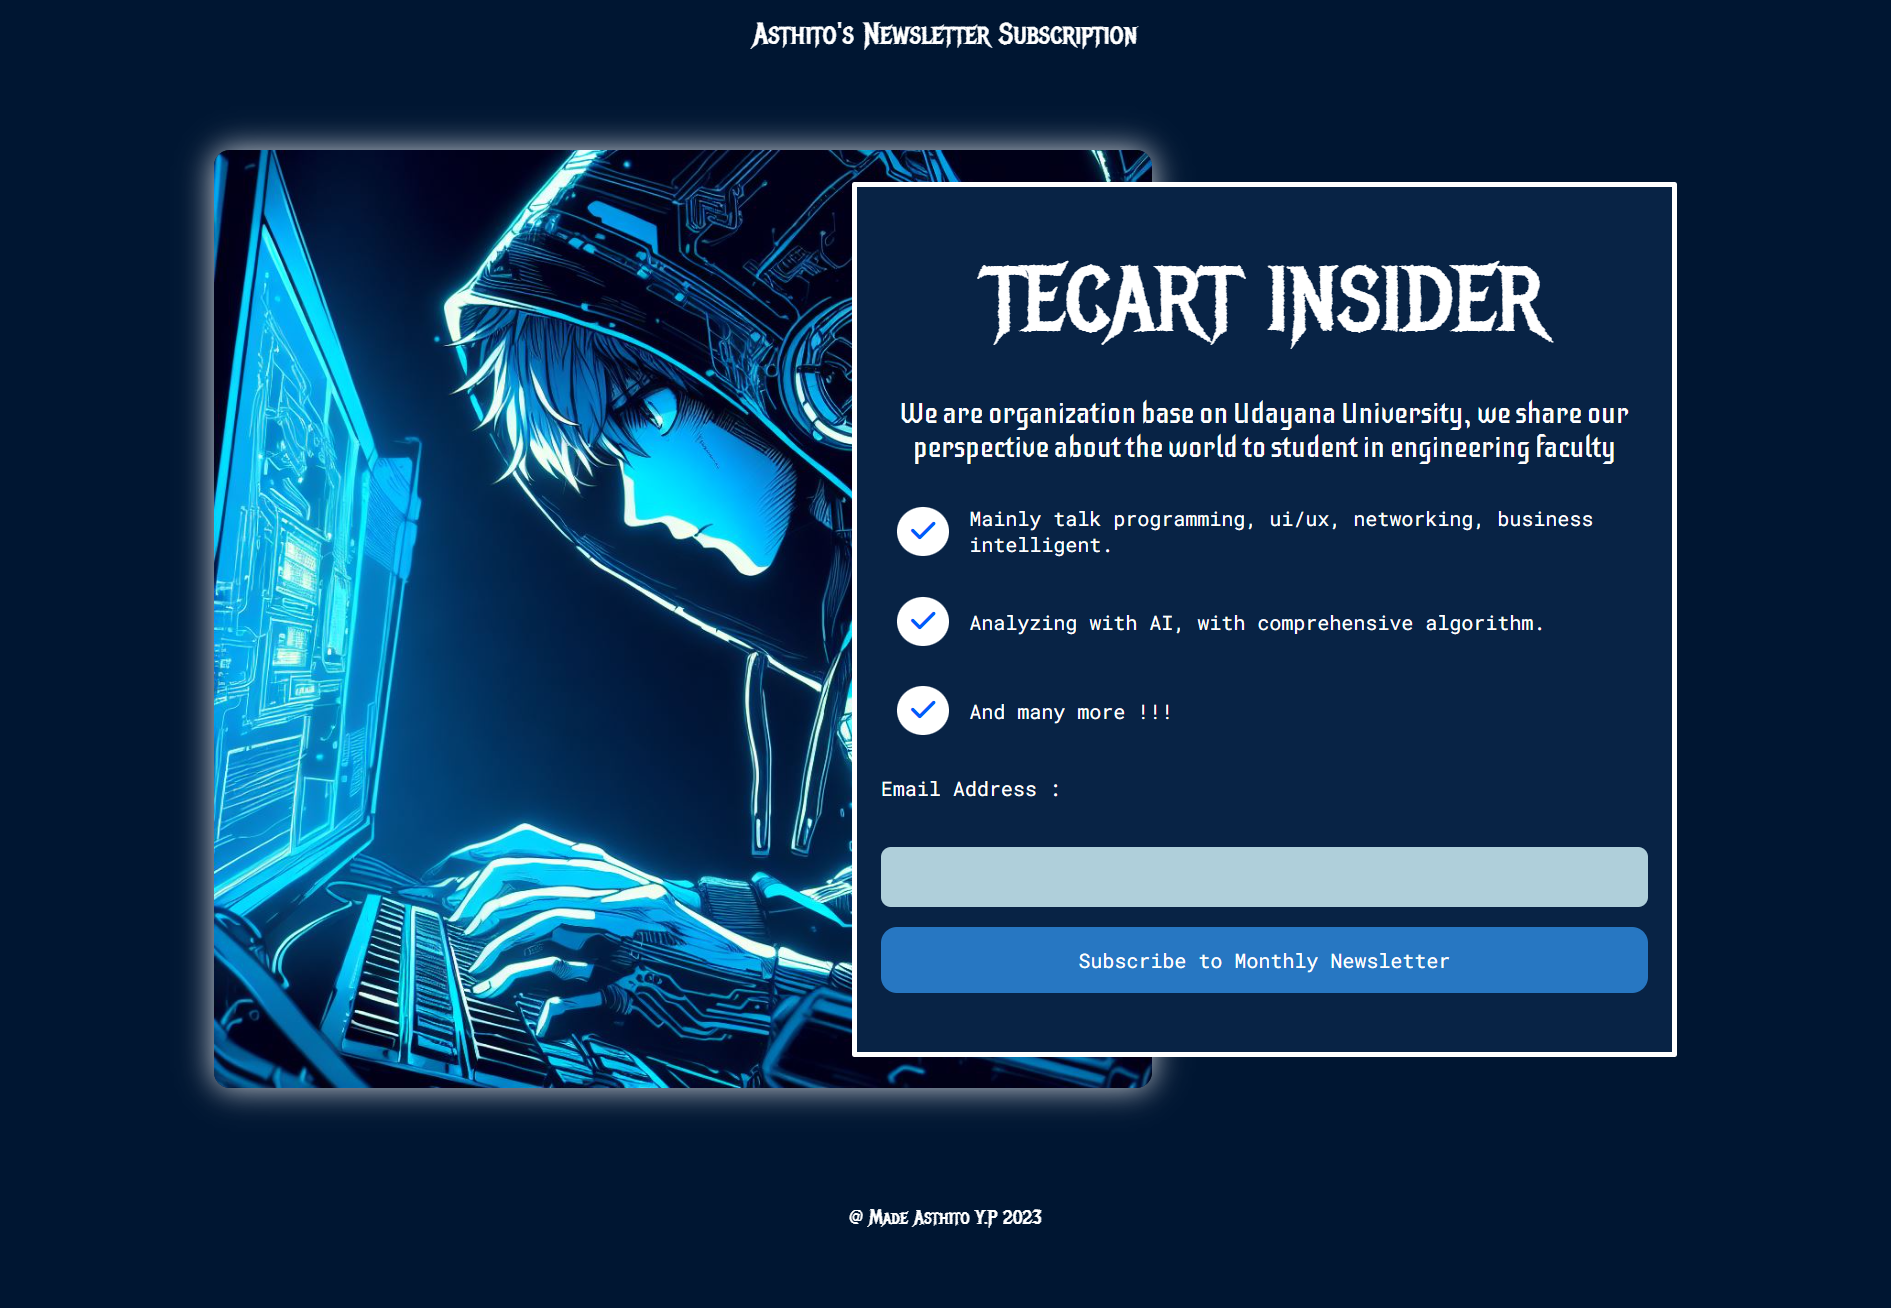 Asthito's Newsletter Subscription
TECART INSIDER
We are organization base on Udayana University, we share our
perspective about the world to student in engineering faculty
Mainly talk programming, ui/ux, networking, business
intelligent.
Analyzing with AI, with comprehensive algorithm.
And many more !!!
Email Address :
Subscribe to Monthly Newsletter
@ Made Asthito Y.P 2023